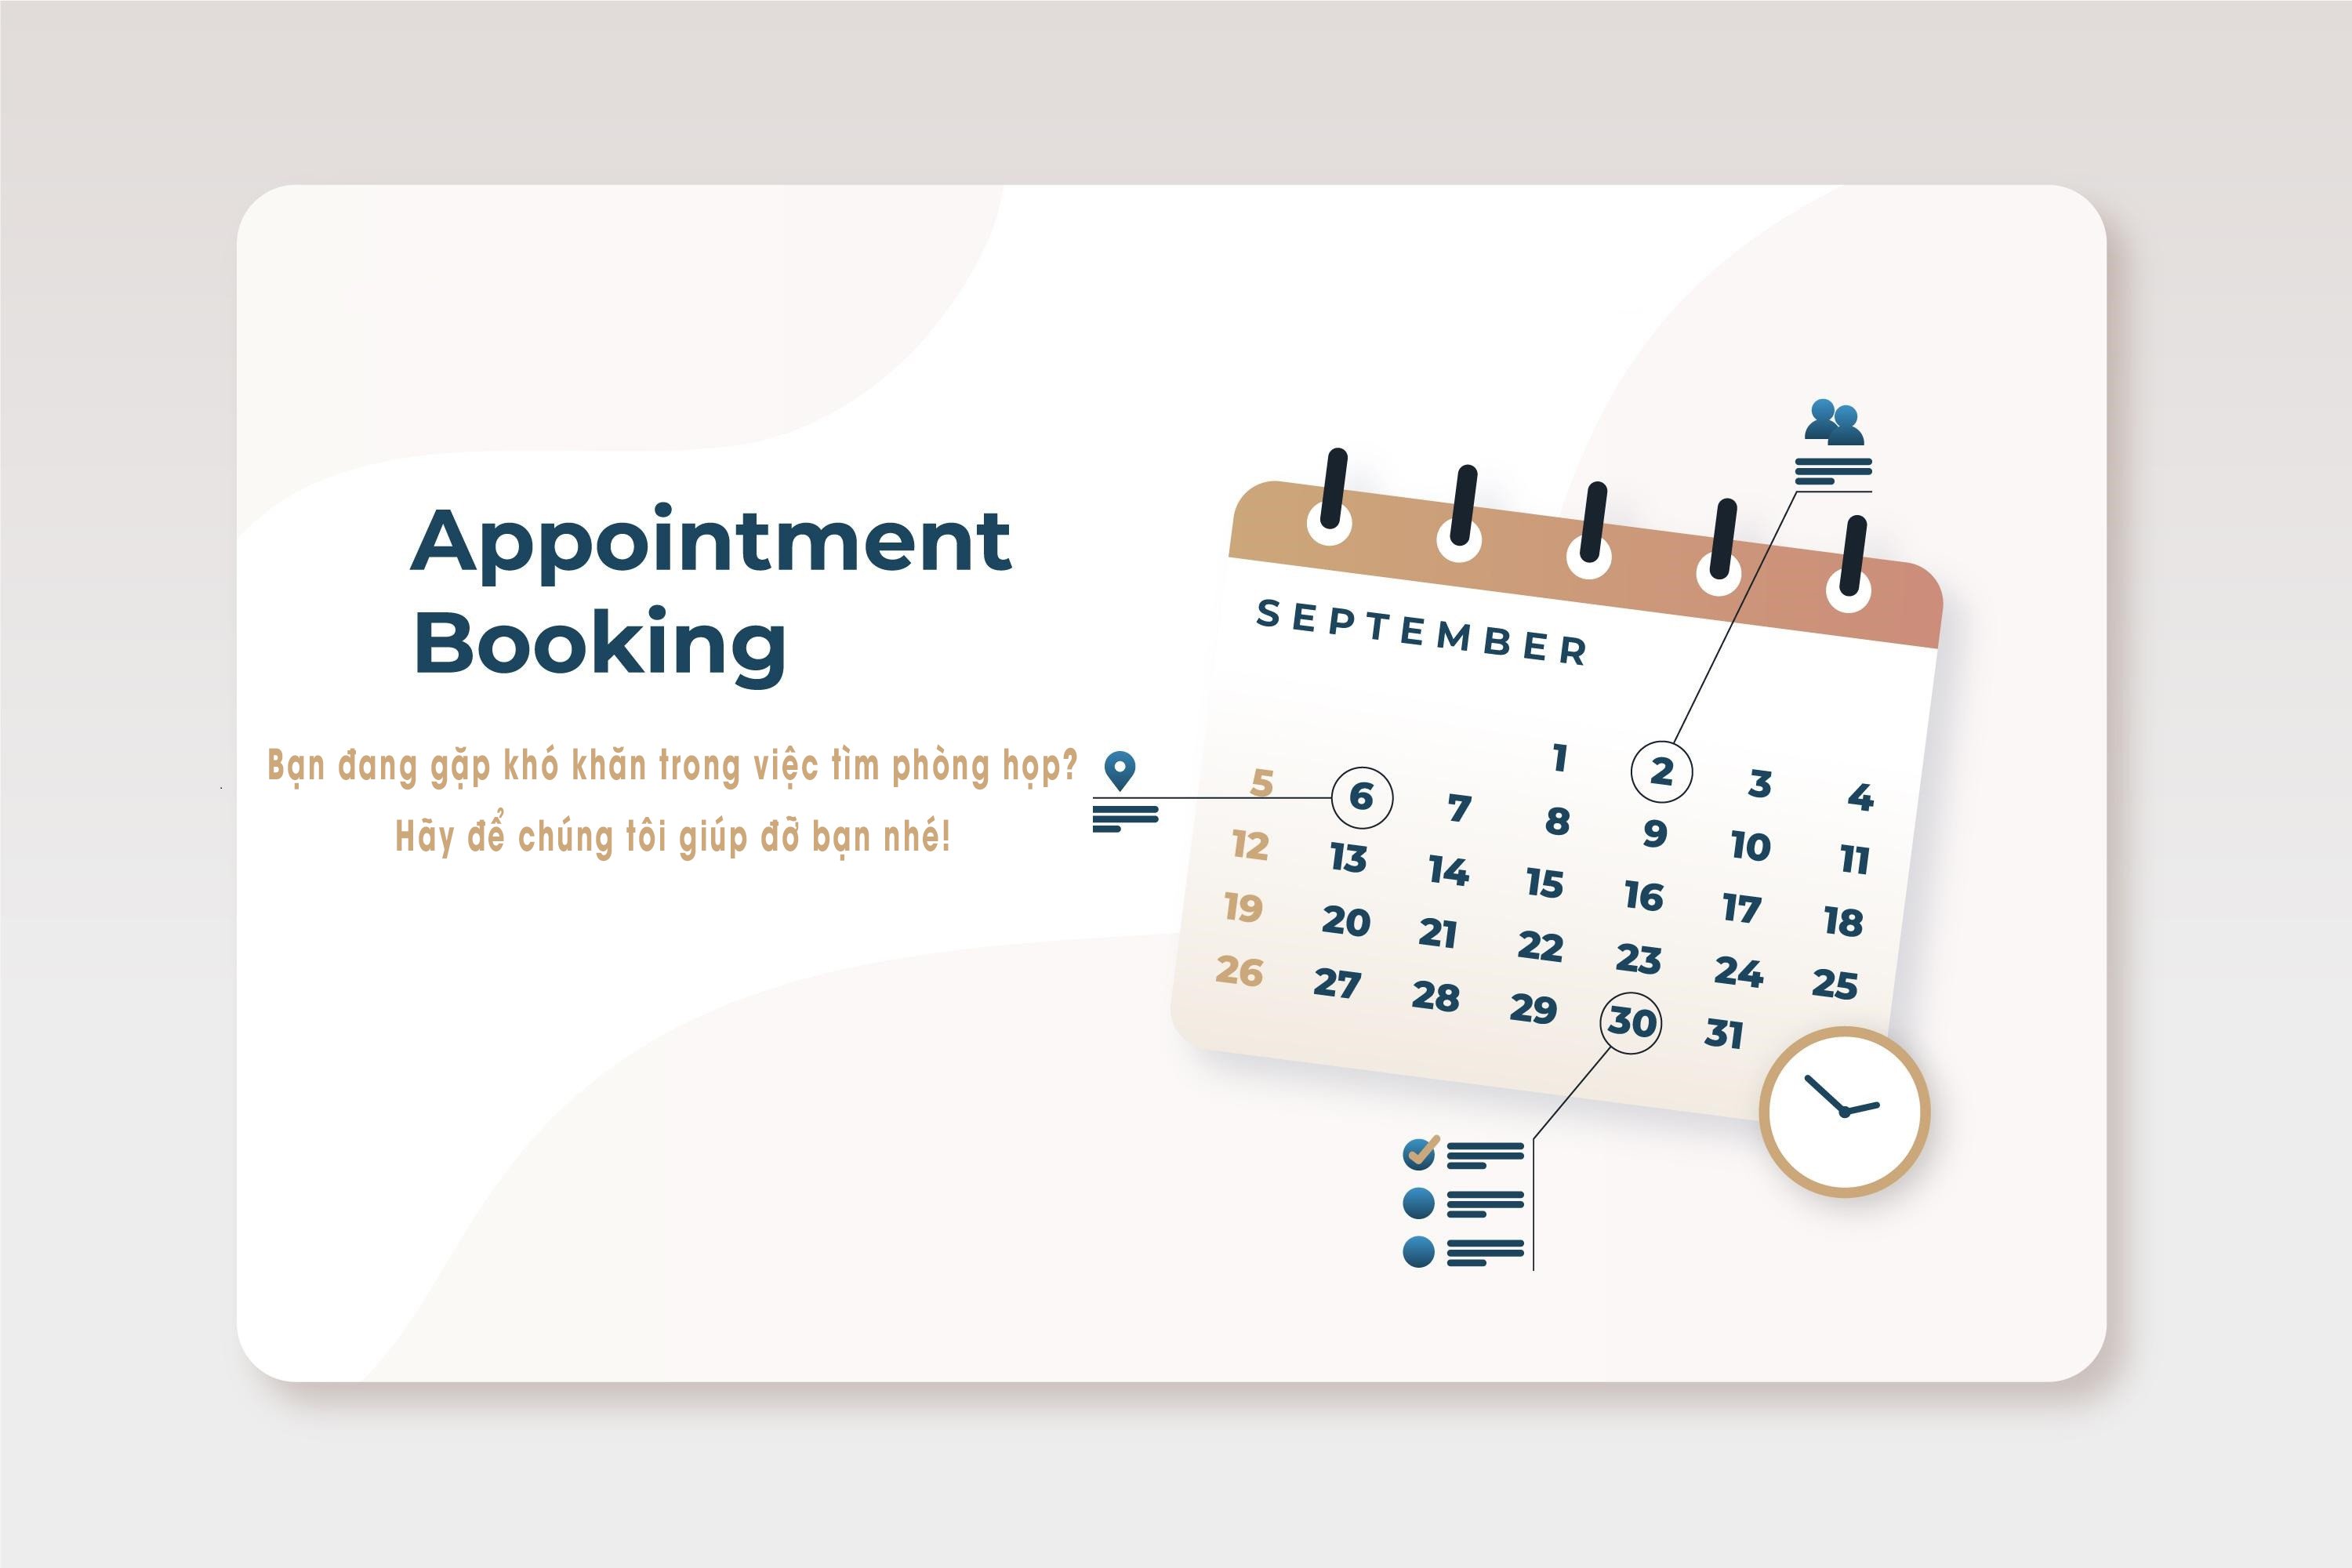 Appointment
Booking
Bạn đang gặp khó khăn trong việc tìm phòng họp?
Hãy để chúng tôi giúp đỡ bạn nhé!
SEPTEMBER
1 2 3 4
5 6 7 8 9 10 11
12 13 14 15 16 17 18
19 20 21 22 23 24 25
26 27 28 29 30 31